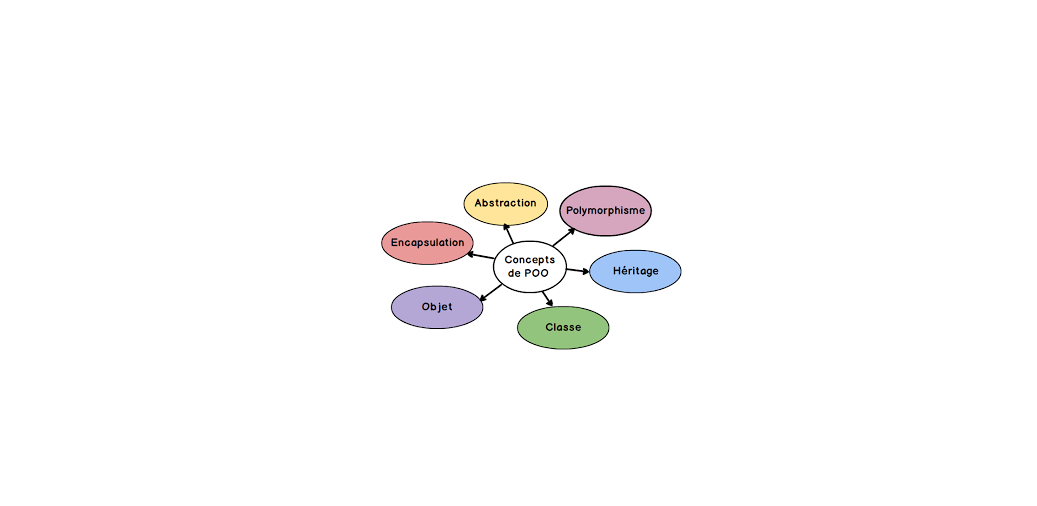 Abstraction
Polymorphisme
Encapsulation
Concepts
de POO
Héritage
Objet
Classe